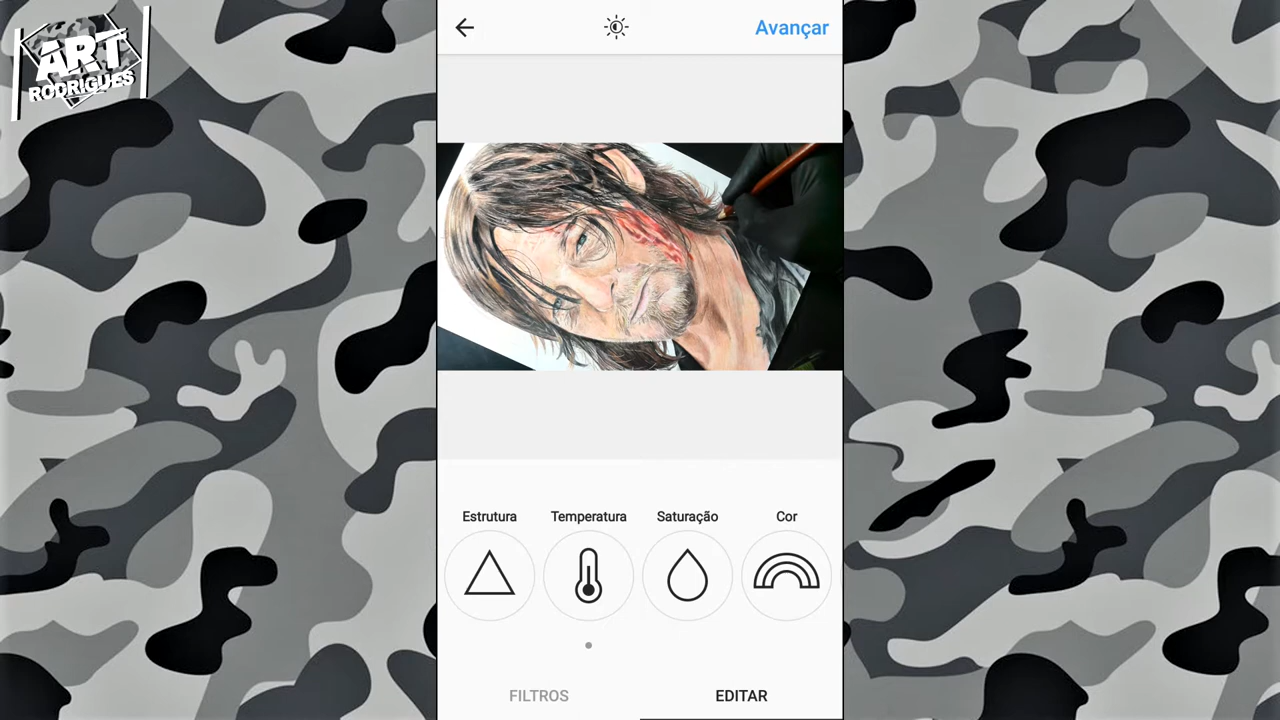 ART
RODRIGUES
Avançar
Estrutura Temperatura Saturação Cor
FILTROS EDITAR